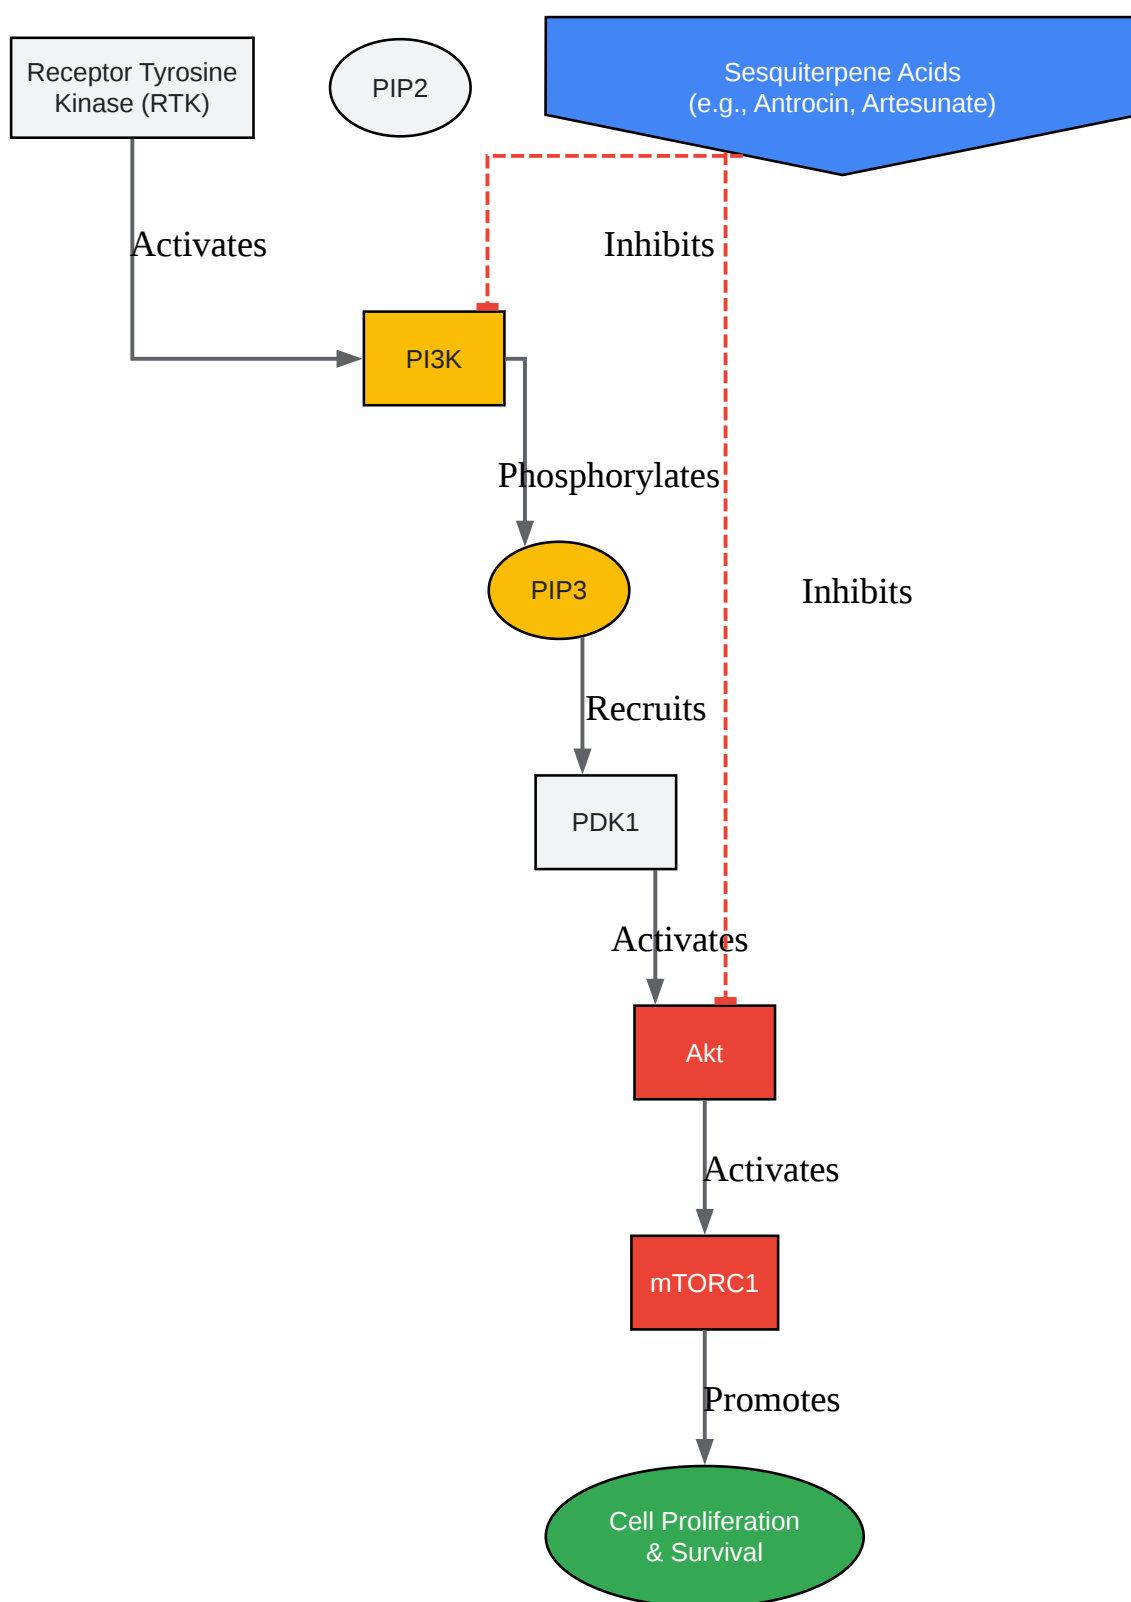 Receptor Tyrosine
Kinase (RTK)
PIP2
Sesquiterpene Acids
(e.g., Antrocin, Artesunate)
Activates
Inhibits
PI3K
Phosphorylates
PIP3
Inhibits
Recruits
PDK1
Activates
Akt
Activates
mTORC1
Promotes
Cell Proliferation
& Survival